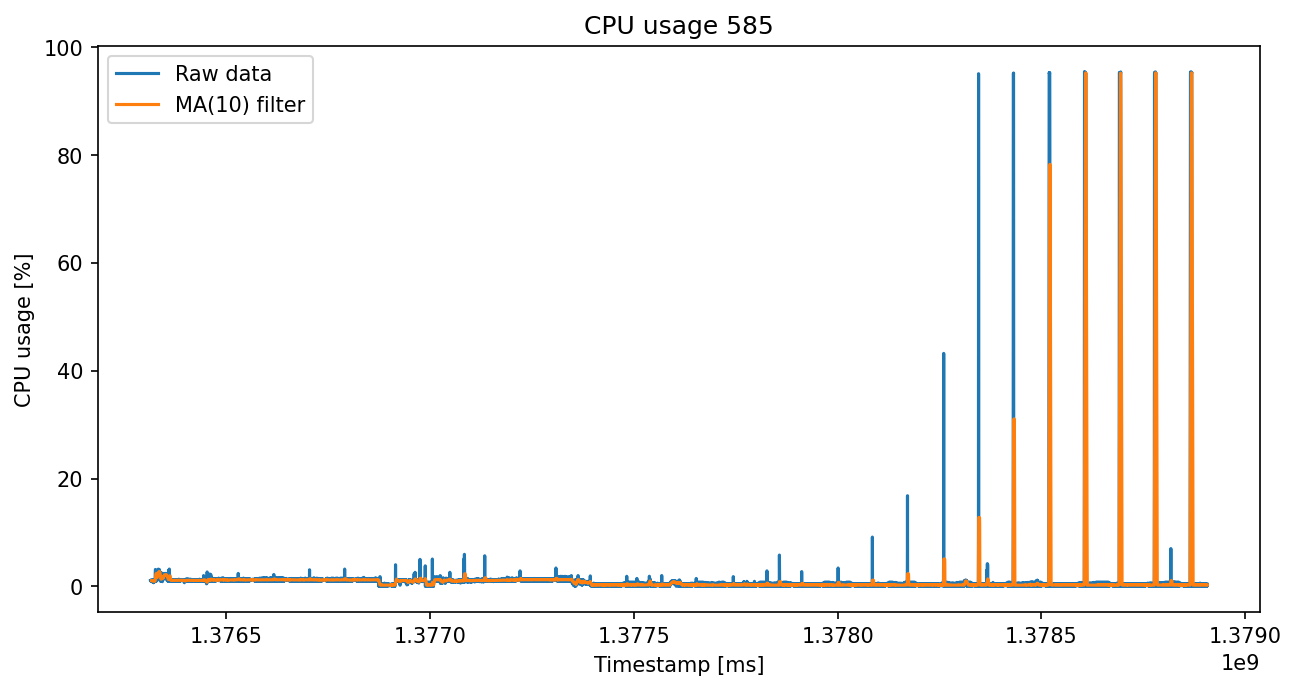 CPU usage 585
Raw data
MA(10) filter
CPU usage [%]
100
80
60
40
20
0
1.3765 1.3770 1.3775 1.3780 1.3785 1.3790
1e9
Timestamp [ms]